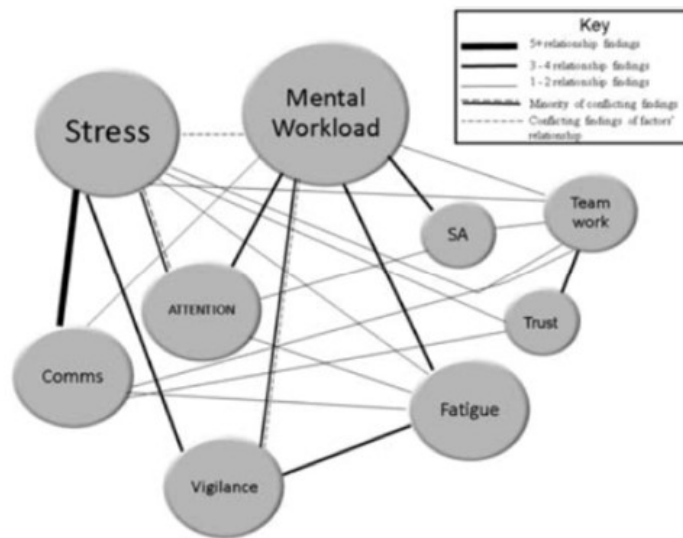 Key
5+ relationship findings
3 - 4 relationship findings
1 - 2 relationship findings
Minority of conflicting findings
Conflicting findings of factors'
relationship
Stress
Mental
Workload
Team
work
SA
ATTENTION
Trust
Comms
Fatigue
Vigilance